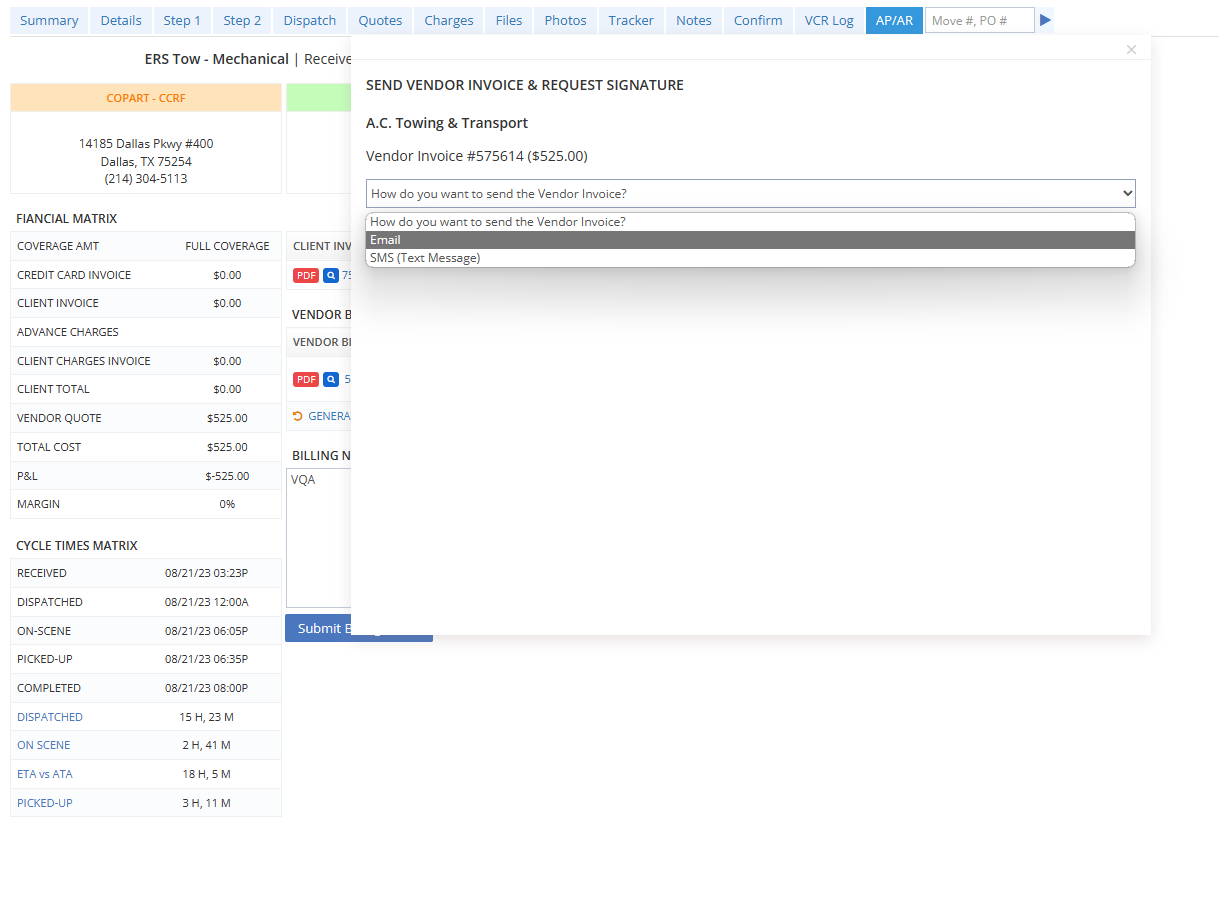 Summary Details Step 1 Step 2 Dispatch Quotes Charges Files Photos Tracker Notes Confirm VCR Log AP/AR Move #, PO #
ERS Tow - Mechanical | Receive
×
COPART - CCRF
14185 Dallas Pkwy #400
Dallas, TX 75254
(214) 304-5113
FIANCIAL MATRIX
COVERAGE AMT FULL COVERAGE
CREDIT CARD INVOICE $0.00
CLIENT INVOICE $0.00
ADVANCE CHARGES
CLIENT CHARGES INVOICE $0.00
CLIENT TOTAL $0.00
VENDOR QUOTE $525.00
TOTAL COST $525.00
P&L $-525.00
MARGIN 0%
CYCLE TIMES MATRIX
RECEIVED 08/21/23 03:23P
DISPATCHED 08/21/23 12:00A
ON-SCENE 08/21/23 06:05P
PICKED-UP 08/21/23 06:35P
COMPLETED 08/21/23 08:00P
DISPATCHED 15 H, 23 M
ON SCENE 2 H, 41 M
ETA vs ATA 18 H, 5 M
PICKED-UP 3 H, 11 M
CLIENT INV
PDF 75
VENDOR B
VENDOR BI
PDF 5
GENERA
BILLING N
VQA
Submit B
SEND VENDOR INVOICE & REQUEST SIGNATURE
A.C. Towing & Transport
Vendor Invoice #575614 ($525.00)
How do you want to send the Vendor Invoice?
How do you want to send the Vendor Invoice?
Email
SMS (Text Message)